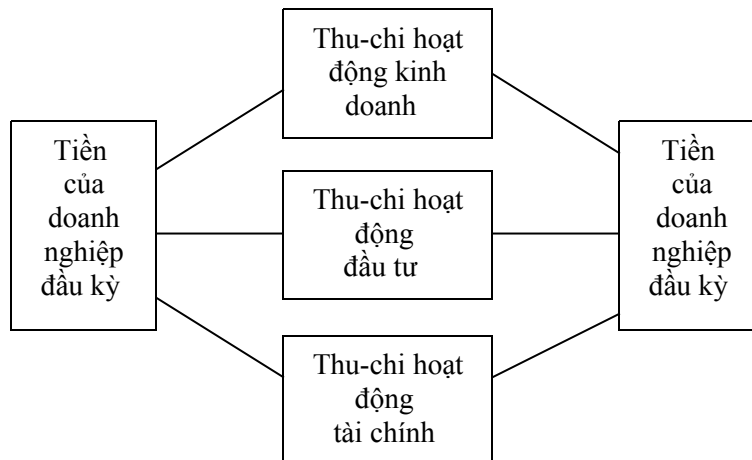 Thu-chi hoạt
động kinh
doanh
Tiền
của
doanh
nghiệp
đầu kỳ
Thu-chi hoạt
động
đầu tư
Tiền
của
doanh
nghiệp
đầu kỳ
Thu-chi hoạt
động
tài chính